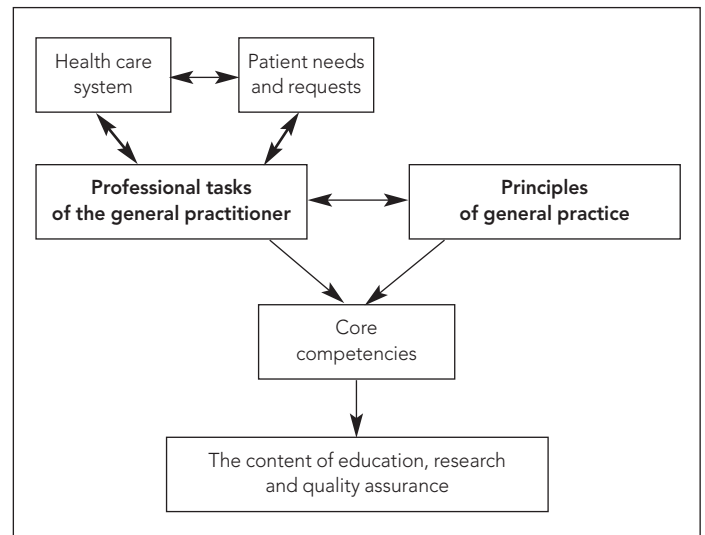 Health care
system
Patient needs
and requests
Professional tasks
of the general practitioner
Principles
of general practice
Core
competencies
The content of education, research
and quality assurance